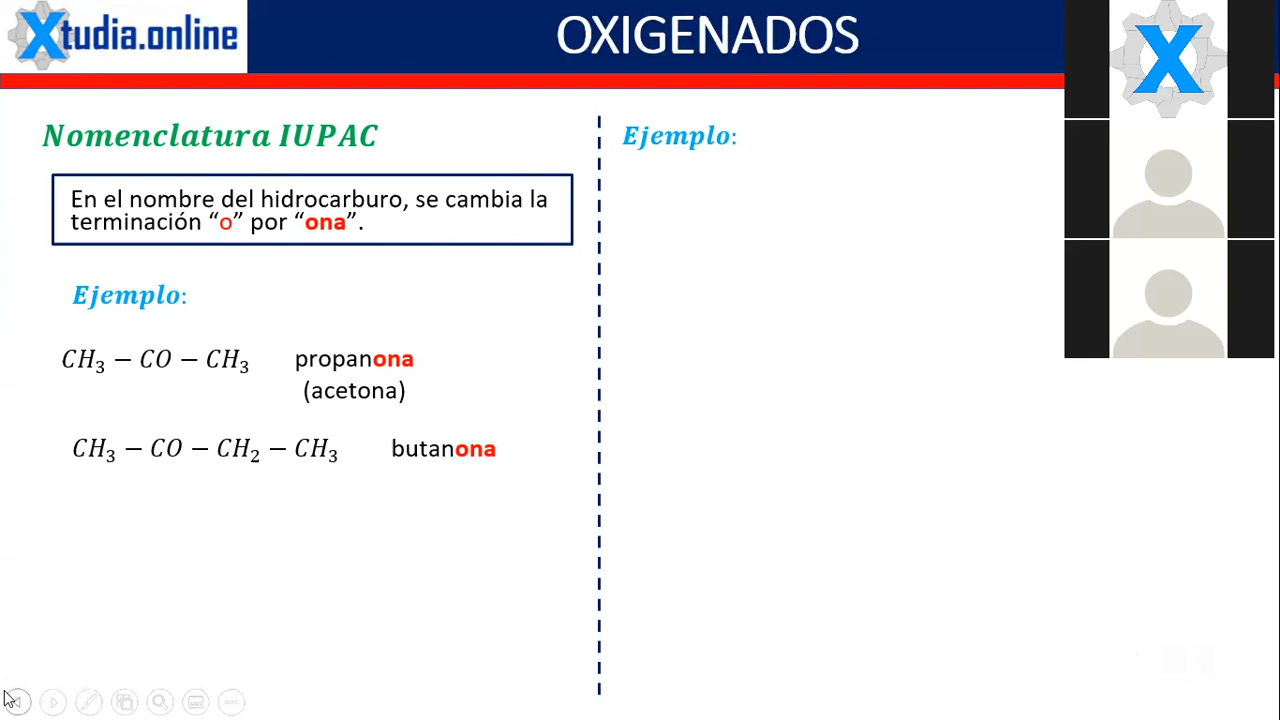 Xtudia.online
OXIGENADOS
X
Nomenclatura IUPAC
En el nombre del hidrocarburo, se cambia la
terminación “o” por “ona”.
Ejemplo:
CH₃ − CO − CH₃ propanona
(acetona)
CH₃ − CO − CH₂ − CH₃ butanona
Ejemplo: